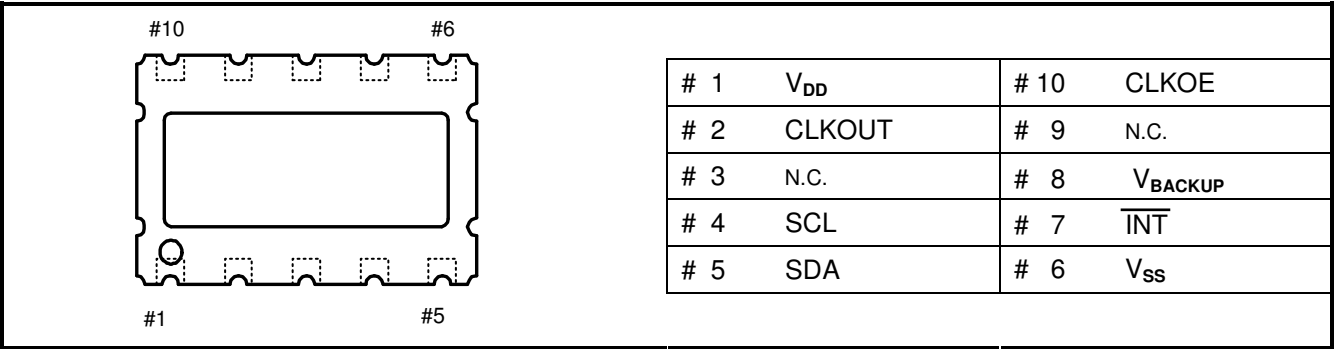 #10 #6
# 1 VDD # 10 CLKOE
# 2 CLKOUT # 9 N.C.
# 3 N.C. # 8 VBACKUP
# 4 SCL # 7 INT
# 5 SDA # 6 VSS
#1 #5